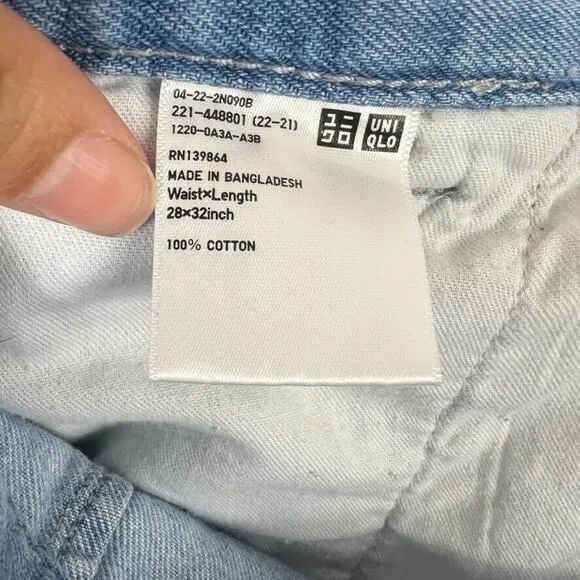 04-22-2N090B
221-448801 (22-21)
1220-0A3A-A3B
ユニ
クロ
UNI
QLO
RN139864
MADE IN BANGLADESH
Waist×Length
28×32inch
100% COTTON